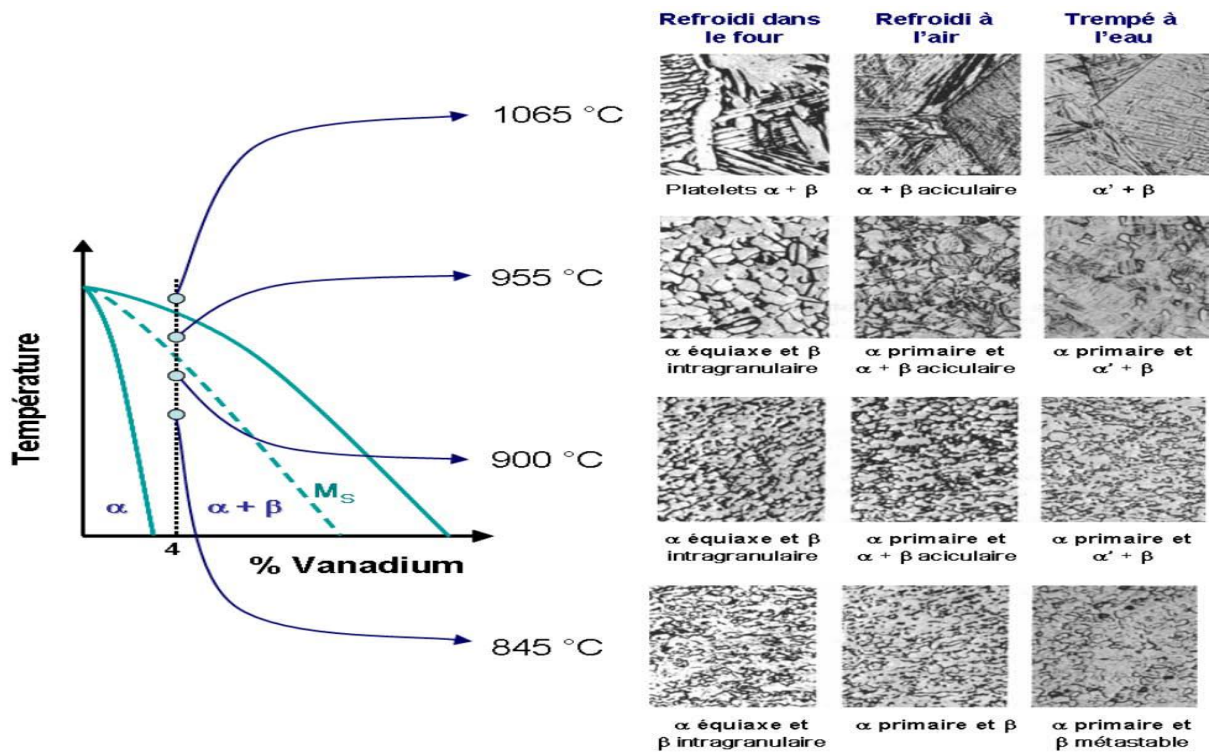 Refroidi dans
le four
Refroidi à
l'air
Trempé à
l'eau
1065 °C
Platelets α + β
α + β aciculaire
α' + β
955 °C
α équiaxe et β
intragranulaire
α primaire et
α + β aciculaire
α primaire et
α' + β
Température
900 °C
M_S
α
α + β
4
% Vanadium
α équiaxe et β
intragranulaire
α primaire et
α + β aciculaire
α primaire et
α' + β
845 °C
α équiaxe et
β intragranulaire
α primaire et β
α primaire et
β métastable